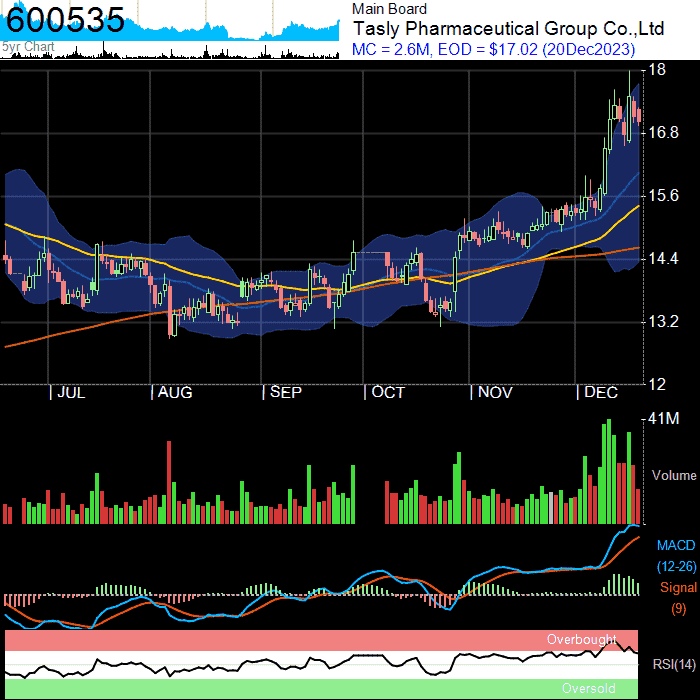 600535
5yr Chart
Main Board
Tasly Pharmaceutical Group Co.,Ltd
MC = 2.6M, EOD = $17.02 (20Dec2023)
18
16.8
15.6
14.4
13.2
12
| JUL | AUG | SEP | OCT | NOV | DEC
41M
Volume
MACD
(12-26)
Signal
(9)
Overbought
RSI(14)
Oversold